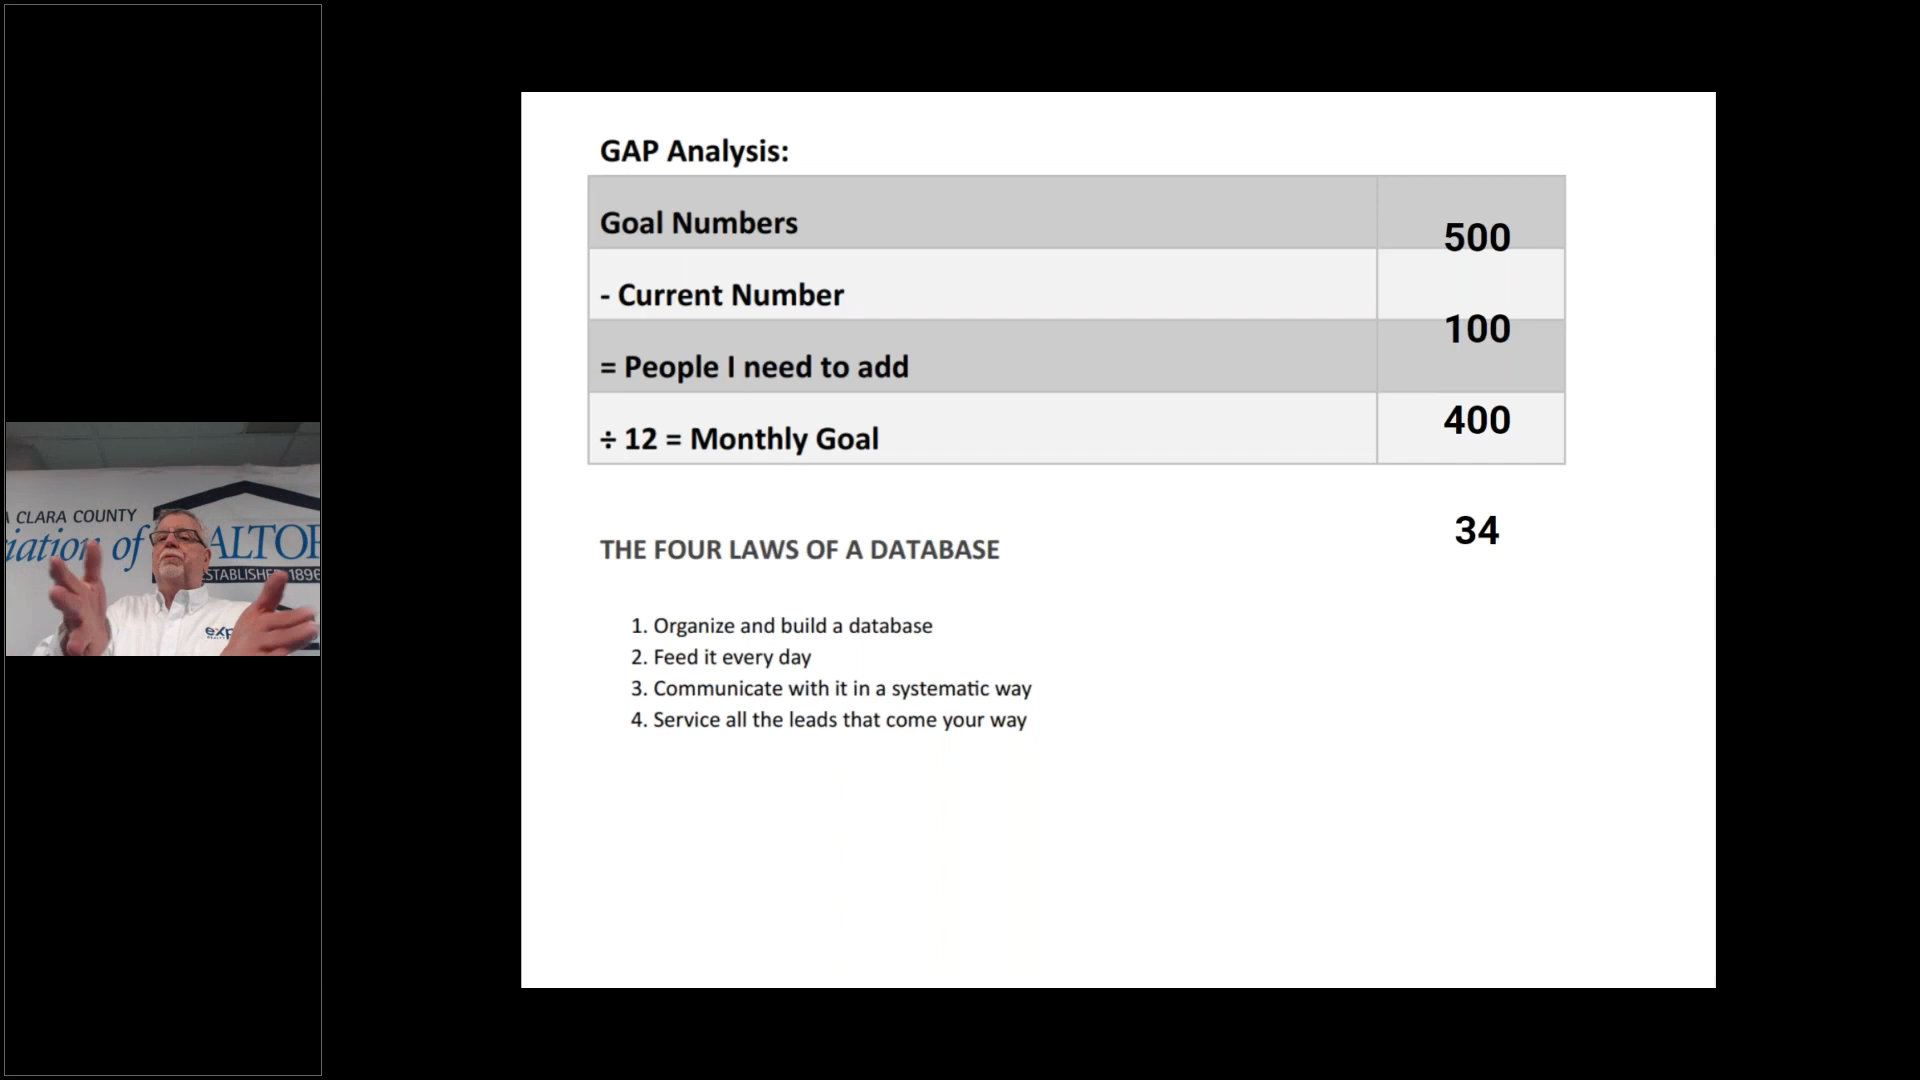 GAP Analysis:
Goal Numbers
500
- Current Number
100
= People I need to add
400
÷ 12 = Monthly Goal
34
THE FOUR LAWS OF A DATABASE
1. Organize and build a database
2. Feed it every day
3. Communicate with it in a systematic way
4. Service all the leads that come your way
CLARA COUNTY
iation of ALTOR
ESTABLISHED 1896
exp